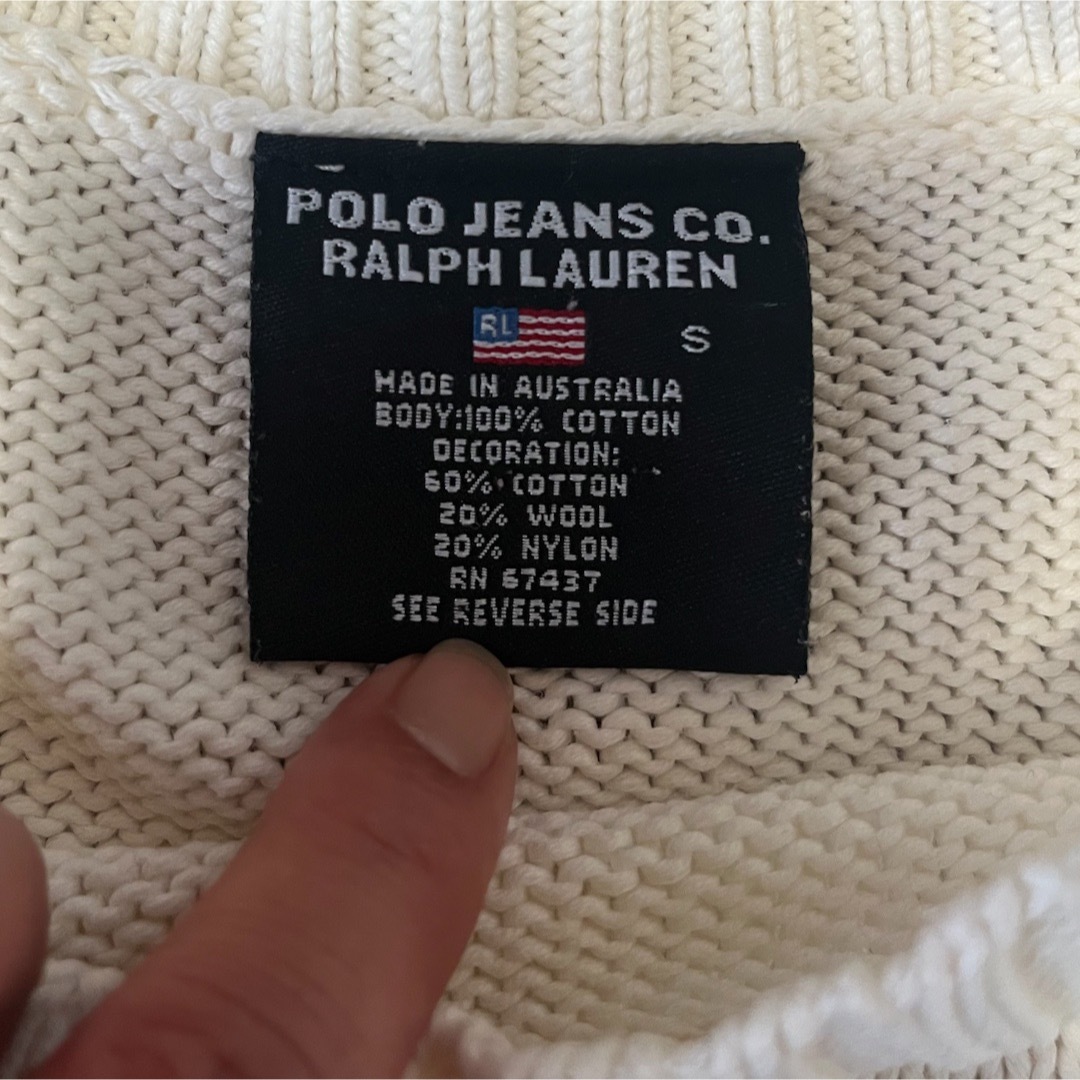 POLO JEANS CO.
RALPH LAUREN
RL
S
MADE IN AUSTRALIA
BODY:100% COTTON
DECORATION:
60% COTTON
20% WOOL
20% NYLON
RN 67437
SEE REVERSE SIDE